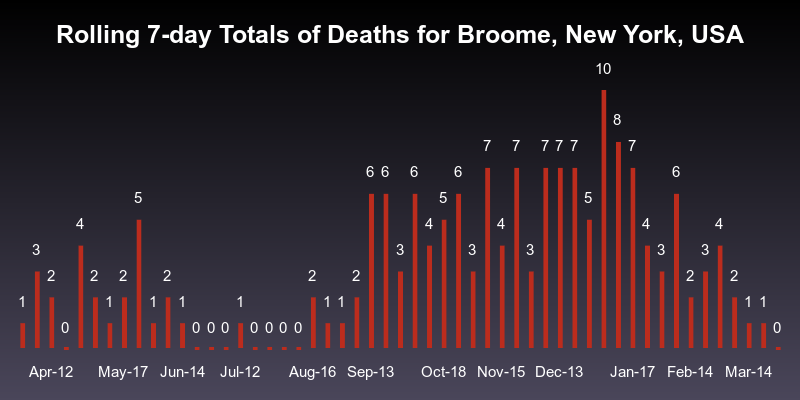 Rolling 7-day Totals of Deaths for Broome, New York, USA
1 3 2 0 4 2 1 2 5 1 2 1 0 0 0 1 0 0 0 0 2 1 1 2 6 6 3 6 4 5 6 3 7 4 7 3 7 7 7 5 10 8 7 4 3 6 2 3 4 2 1 1 0
Apr-12 May-17 Jun-14 Jul-12 Aug-16 Sep-13 Oct-18 Nov-15 Dec-13 Jan-17 Feb-14 Mar-14